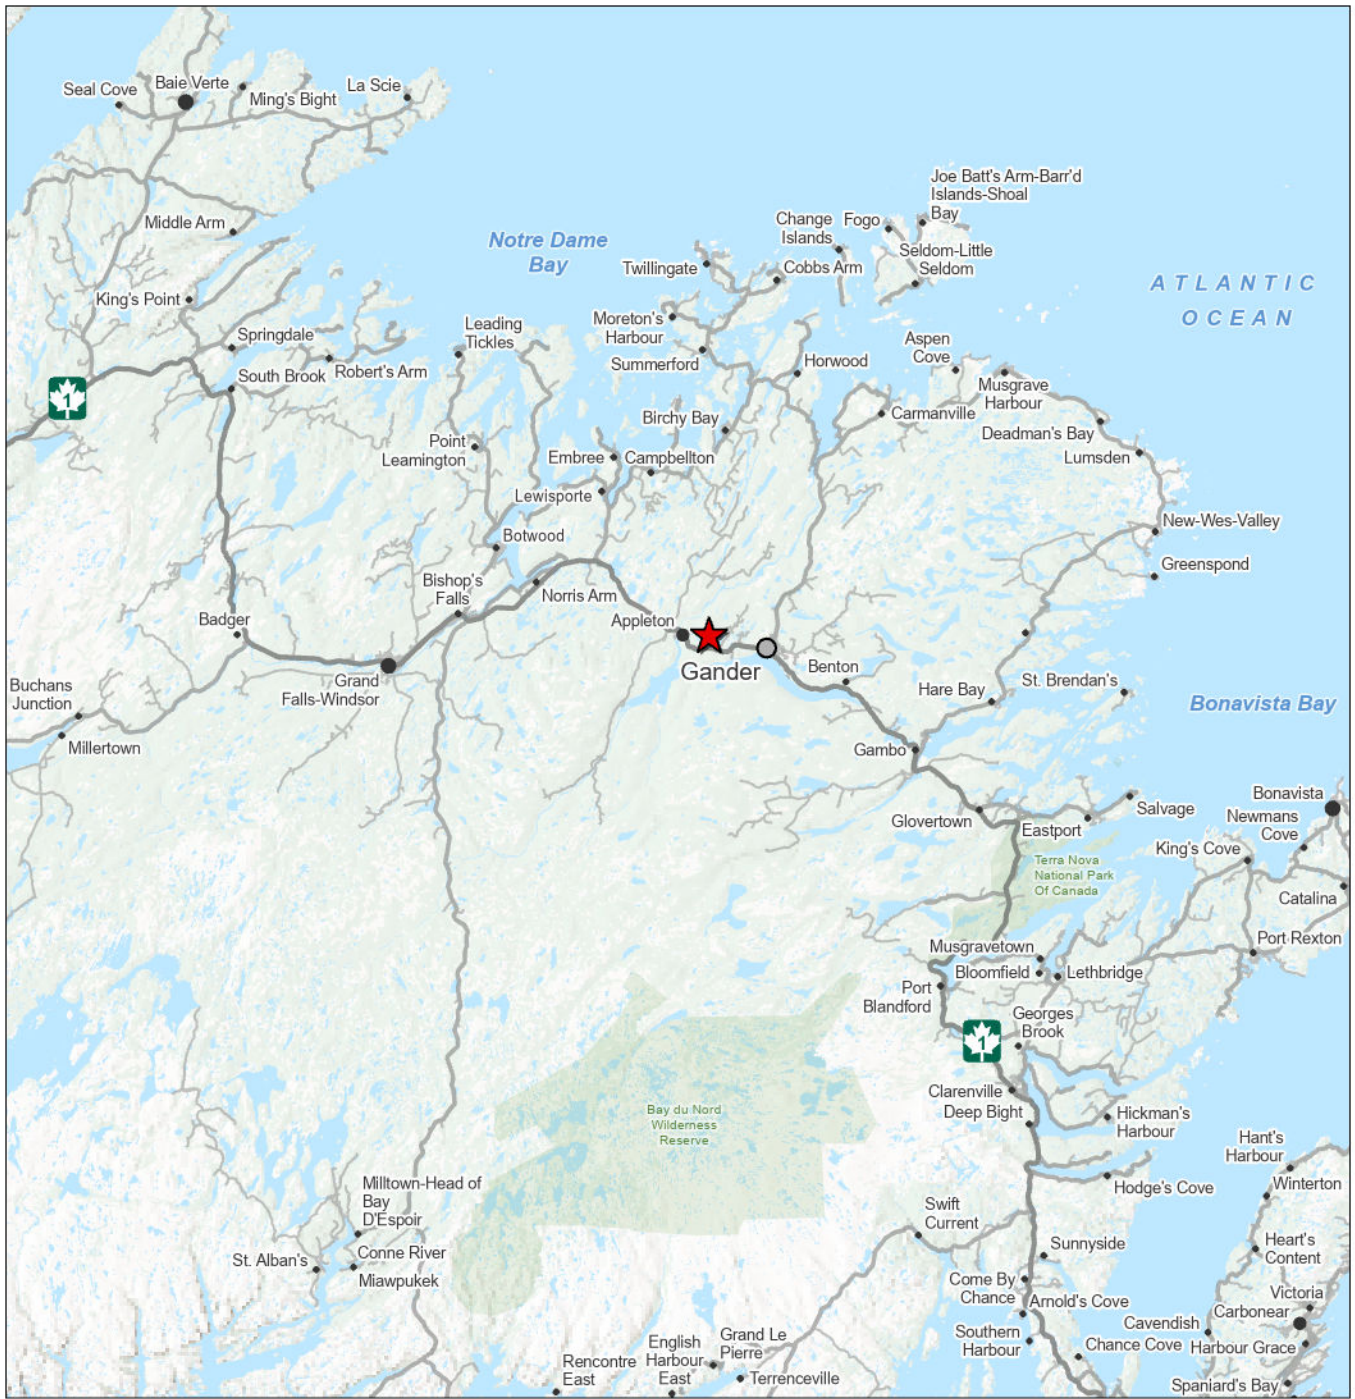 Seal Cove
Baie Verte
Ming's Bight
La Scie
Middle Arm
King's Point
Springdale
South Brook
Robert's Arm
1
Notre Dame
Bay
Leading
Tickles
Twillingate
Moreton's
Harbour
Summerford
Change
Islands
Cobbs Arm
Fogo
Joe Batt's Arm-Barr'd
Islands-Shoal
Bay
Seldom-Little
Seldom
ATLANTIC
OCEAN
Horwood
Aspen
Cove
Musgrave
Harbour
Carmanville
Deadman's Bay
Lumsden
Birchy Bay
Point
Leamington
Embree
Campbellton
Lewisporte
Botwood
New-Wes-Valley
Greenspond
Bishop's
Falls
Norris Arm
Appleton
Gander
Badger
Grand
Falls-Windsor
Buchans
Junction
Millertown
Benton
Hare Bay
St. Brendan's
Bonavista Bay
Gambo
Glovertown
Eastport
Salvage
Bonavista
Newmans
Cove
King's Cove
Catalina
Terra Nova
National Park
Of Canada
Musgravetown
Bloomfield
Lethbridge
Port Rexton
Port
Blandford
Georges
Brook
1
Clarenville
Deep Bight
Hickman's
Harbour
Bay du Nord
Wilderness
Reserve
Hant's
Harbour
Winterton
Hodge's Cove
Milltown-Head of
Bay
D'Espoir
St. Alban's
Conne River
Miawpukek
Swift
Current
Sunnyside
Heart's
Content
Come By
Chance
Arnold's Cove
Victoria
Carbonear
Cavendish
Harbour Grace
Southern
Harbour
Chance Cove
Spaniard's Bay
English
Harbour
East
Grand Le
Pierre
Rencontre
East
Terrenceville